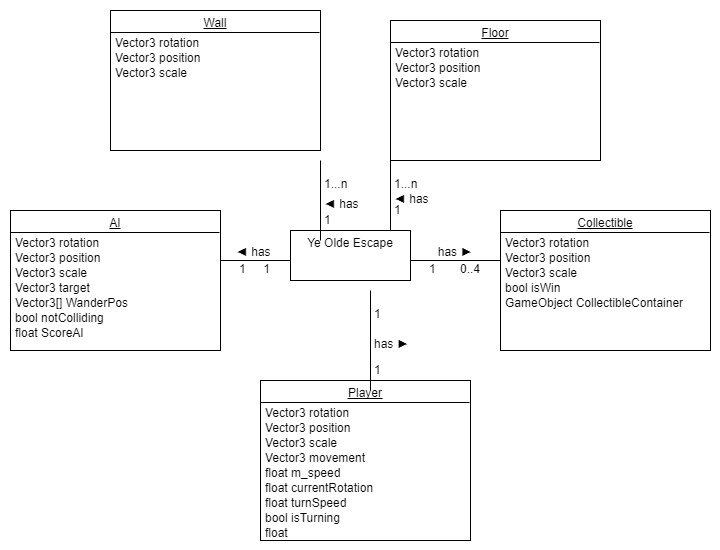 Wall
Vector3 rotation
Vector3 position
Vector3 scale
Floor
Vector3 rotation
Vector3 position
Vector3 scale
1...n
◄ has
1
1...n
◄ has
1
AI
Vector3 rotation
Vector3 position
Vector3 scale
Vector3 target
Vector3[] WanderPos
bool notColliding
float ScoreAI
◄ has
1 1
Ye Olde Escape
has ►
1 0..4
Collectible
Vector3 rotation
Vector3 position
Vector3 scale
bool isWin
GameObject CollectibleContainer
1
has ►
1
Player
Vector3 rotation
Vector3 position
Vector3 scale
Vector3 movement
float m_speed
float currentRotation
float turnSpeed
bool isTurning
float